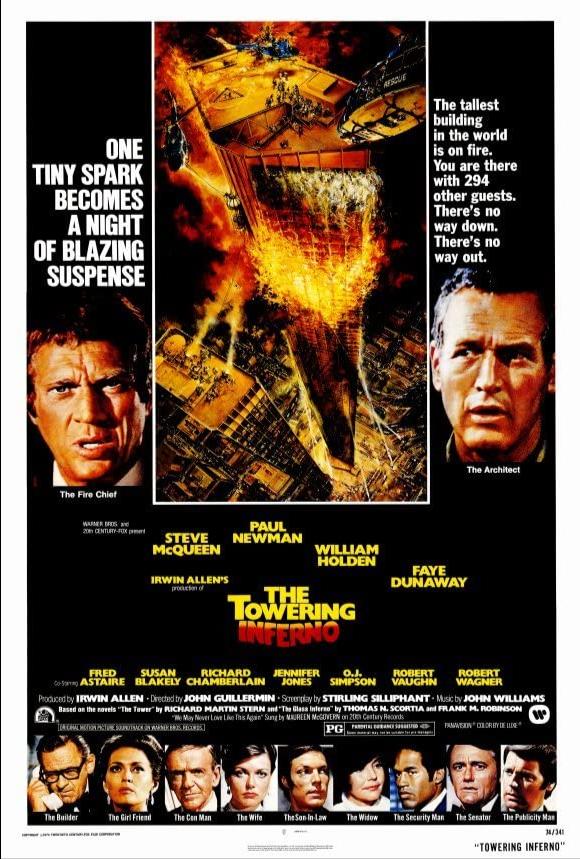 RESCUE
ONE
TINY SPARK
BECOMES
A NIGHT
OF BLAZING
SUSPENSE
The tallest
building
in the world
is on fire.
You are there
with 294
other guests.
There's no
way down.
There's no
way out.
The Fire Chief
The Architect
WARNER BROS. and
20th CENTURY-FOX present
STEVE
McQUEEN
PAUL
NEWMAN
WILLIAM
HOLDEN
FAYE
DUNAWAY
IRWIN ALLEN'S
production of
THE
TOWERING
INFERNO
Co-Starring
FRED
ASTAIRE
SUSAN
BLAKELY
RICHARD
CHAMBERLAIN
JENNIFER
JONES
O.J.
SIMPSON
ROBERT
VAUGHN
ROBERT
WAGNER
Produced by IRWIN ALLEN · Directed by JOHN GUILLERMIN · Screenplay by STIRLING SILLIPHANT · Music by JOHN WILLIAMS
Based on the novels "The Tower" by RICHARD MARTIN STERN and "The Glass Inferno" by THOMAS N. SCORTIA and FRANK M. ROBINSON
"We May Never Love Like This Again" Sung by MAUREEN McGOVERN on 20th Century Records
ORIGINAL MOTION PICTURE SOUNDTRACK ON WARNER BROS. RECORDS
PG PARENTAL GUIDANCE SUGGESTED
PANAVISION® COLOR BY DE LUXE®
The Builder
The Girl Friend
The Con Man
The Wife
The Son-In-Law
The Widow
The Security Man
The Senator
The Publicity Man
74/341
"TOWERING INFERNO"